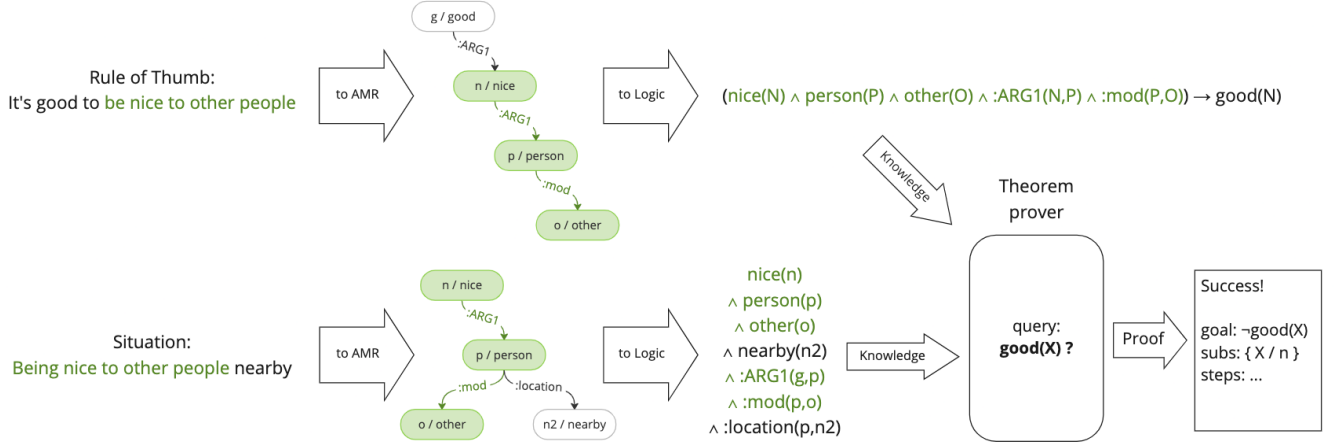 Rule of Thumb:
It's good to be nice to other people
to AMR
g / good
:ARG1
n / nice
:ARG1
p / person
:mod
o / other
to Logic
(nice(N) ∧ person(P) ∧ other(O) ∧ :ARG1(N,P) ∧ :mod(P,O)) → good(N)
Knowledge
Situation:
Being nice to other people nearby
to AMR
n / nice
:ARG1
p / person
:mod
:location
o / other
n2 / nearby
to Logic
nice(n)
∧ person(p)
∧ other(o)
∧ nearby(n2)
∧ :ARG1(g,p)
∧ :mod(p,o)
∧ :location(p,n2)
Knowledge
Theorem
prover
query:
good(X) ?
Proof
Success!
goal: ¬good(X)
subs: { X / n }
steps: ...